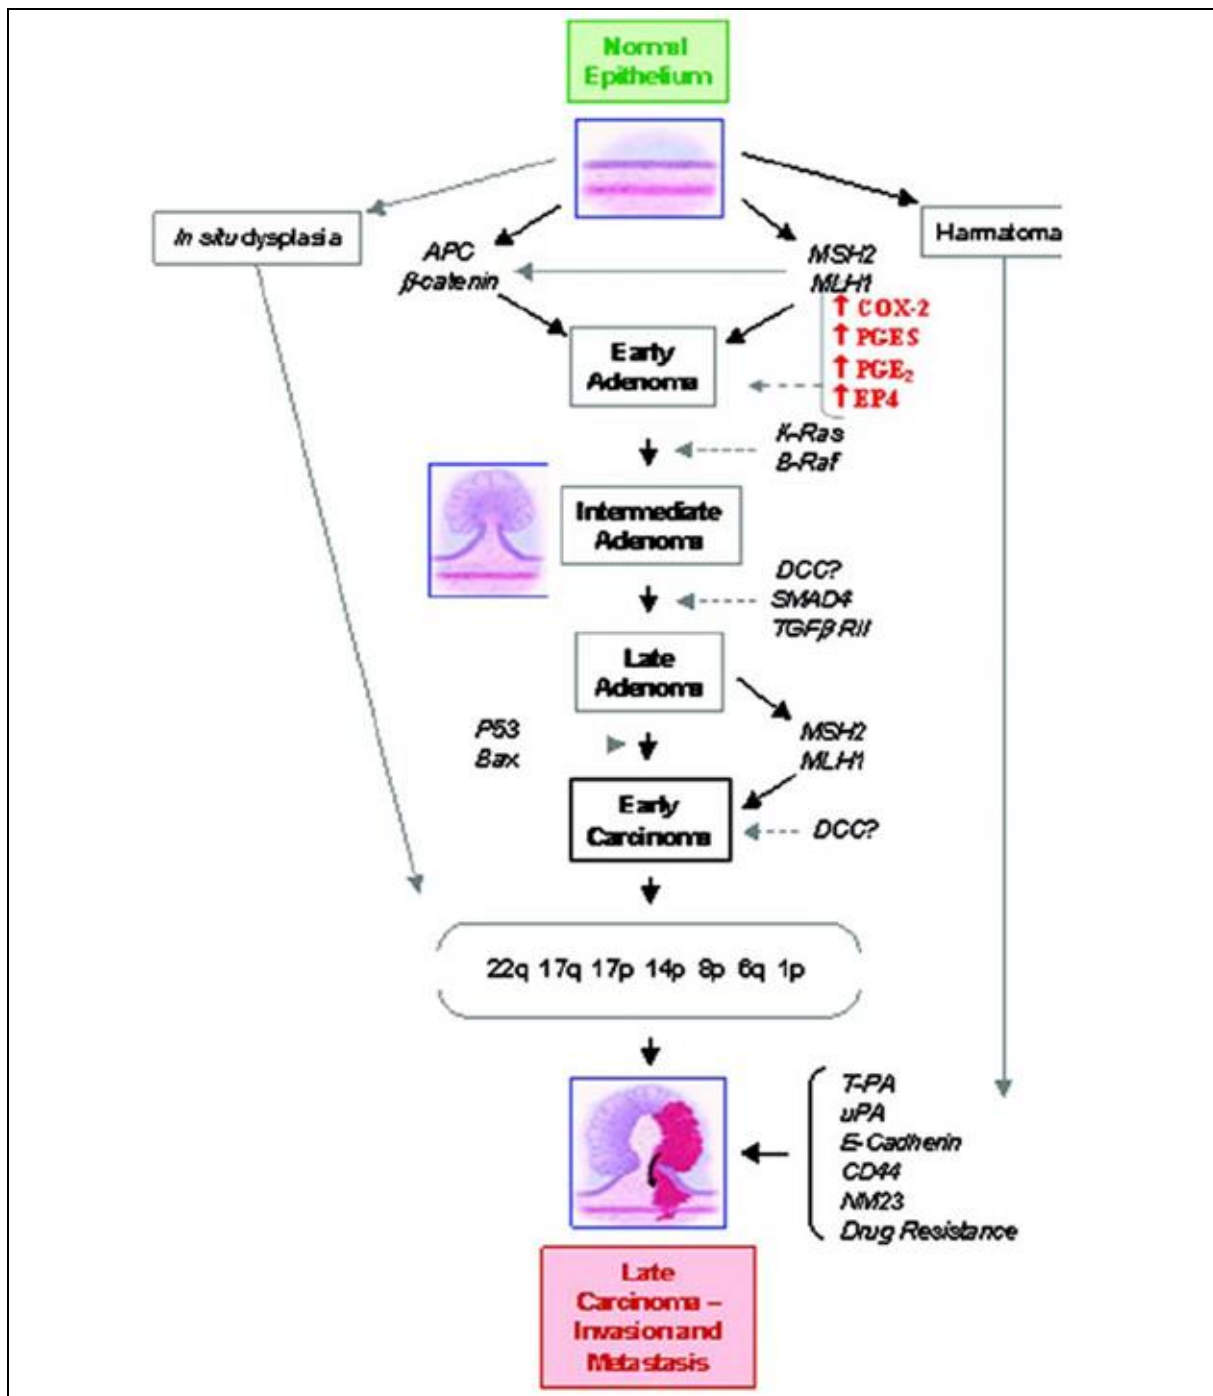 Normal
Epithelium
In situ dysplasia
APC
β-catenin
MSH2
MLH1
Harmatoma
↑ COX-2
↑ PGES
↑ PGE₂
↑ EP4
Early
Adenoma
K-Ras
B-Raf
Intermediate
Adenoma
DCC?
SMAD4
TGFβ RII
Late
Adenoma
P53
Bax
MSH2
MLH1
Early
Carcinoma
DCC?
22q 17q 17p 14p 8p 6q 1p
T-PA
uPA
E-Cadherin
CD44
NM23
Drug Resistance
Late
Carcinoma –
Invasion and
Metastasis